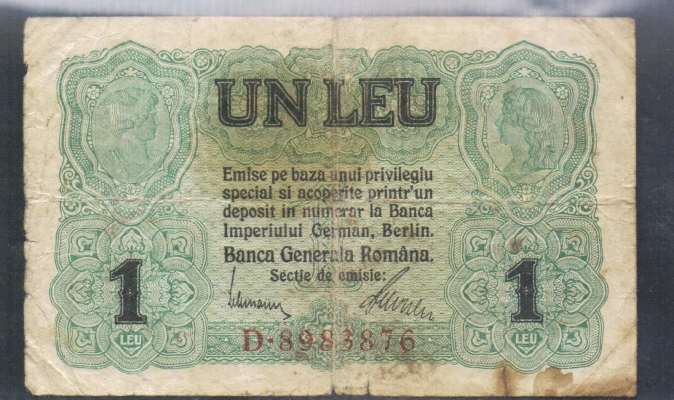 UN LEU
Emise pe baza unui privilegiu
special si acoperite printr'un
deposit in numerar la Banca
Imperiului German, Berlin.
Banca Generala Româna.
Secție de emisie:
1 1
LEU LEU
D·8983876